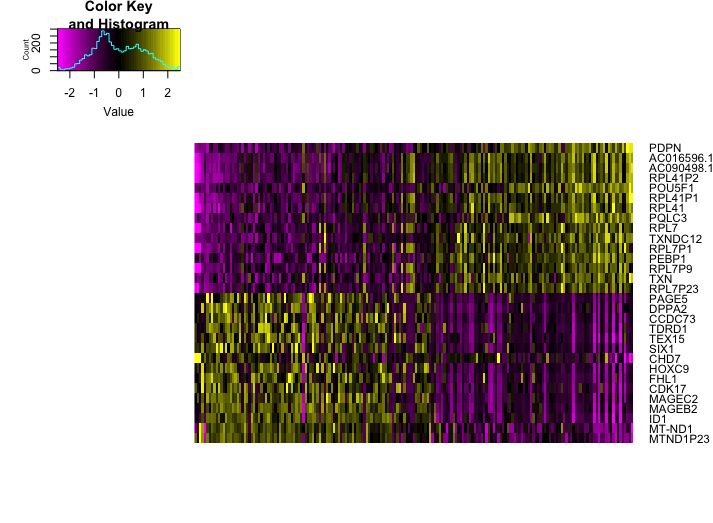 Color Key
and Histogram
Count
0
200
-2 -1 0 1 2
Value
PDPN
AC016596.1
AC090498.1
RPL41P2
POU5F1
RPL41P1
RPL41
PQLC3
RPL7
TXNDC12
RPL7P1
PEBP1
RPL7P9
TXN
RPL7P23
PAGE5
DPPA2
CCDC73
TDRD1
TEX15
SIX1
CHD7
HOXC9
FHL1
CDK17
MAGEC2
MAGEB2
ID1
MT-ND1
MTND1P23